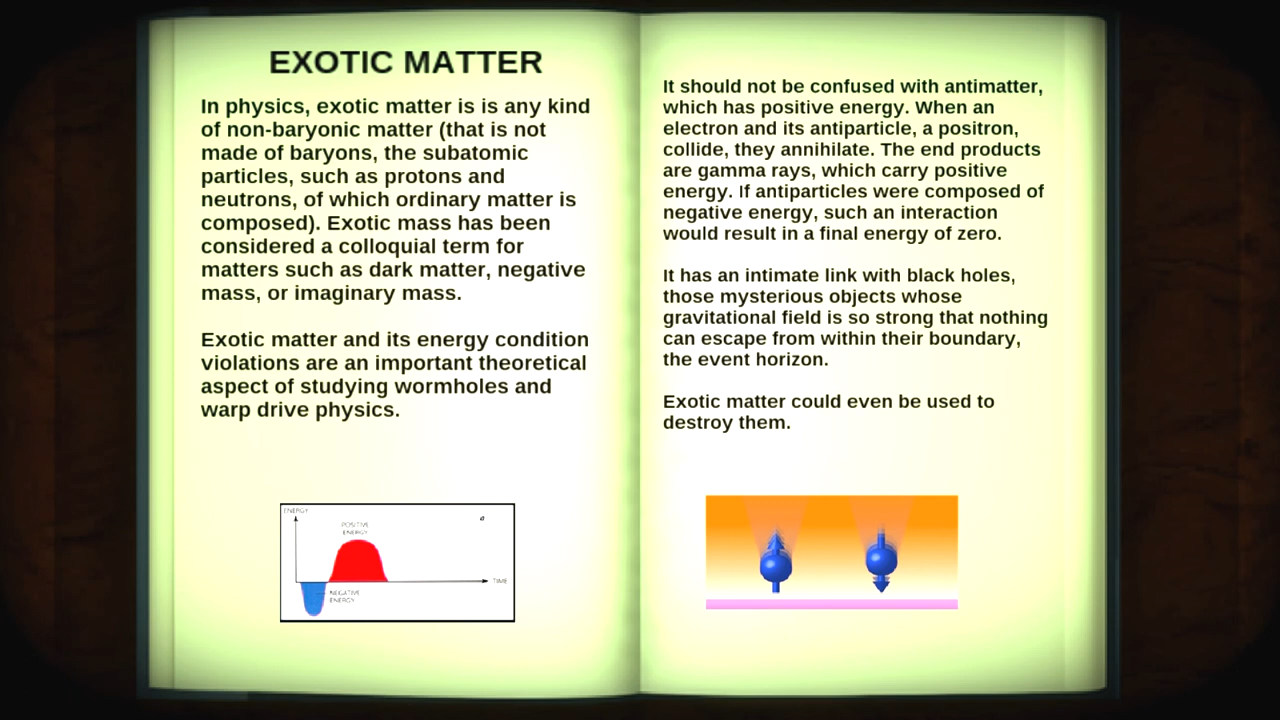 EXOTIC MATTER
In physics, exotic matter is is any kind
of non-baryonic matter (that is not
made of baryons, the subatomic
particles, such as protons and
neutrons, of which ordinary matter is
composed). Exotic mass has been
considered a colloquial term for
matters such as dark matter, negative
mass, or imaginary mass.
Exotic matter and its energy condition
violations are an important theoretical
aspect of studying wormholes and
warp drive physics.
ENERGY
POSITIVE
ENERGY
a
TIME
NEGATIVE
ENERGY
It should not be confused with antimatter,
which has positive energy. When an
electron and its antiparticle, a positron,
collide, they annihilate. The end products
are gamma rays, which carry positive
energy. If antiparticles were composed of
negative energy, such an interaction
would result in a final energy of zero.
It has an intimate link with black holes,
those mysterious objects whose
gravitational field is so strong that nothing
can escape from within their boundary,
the event horizon.
Exotic matter could even be used to
destroy them.